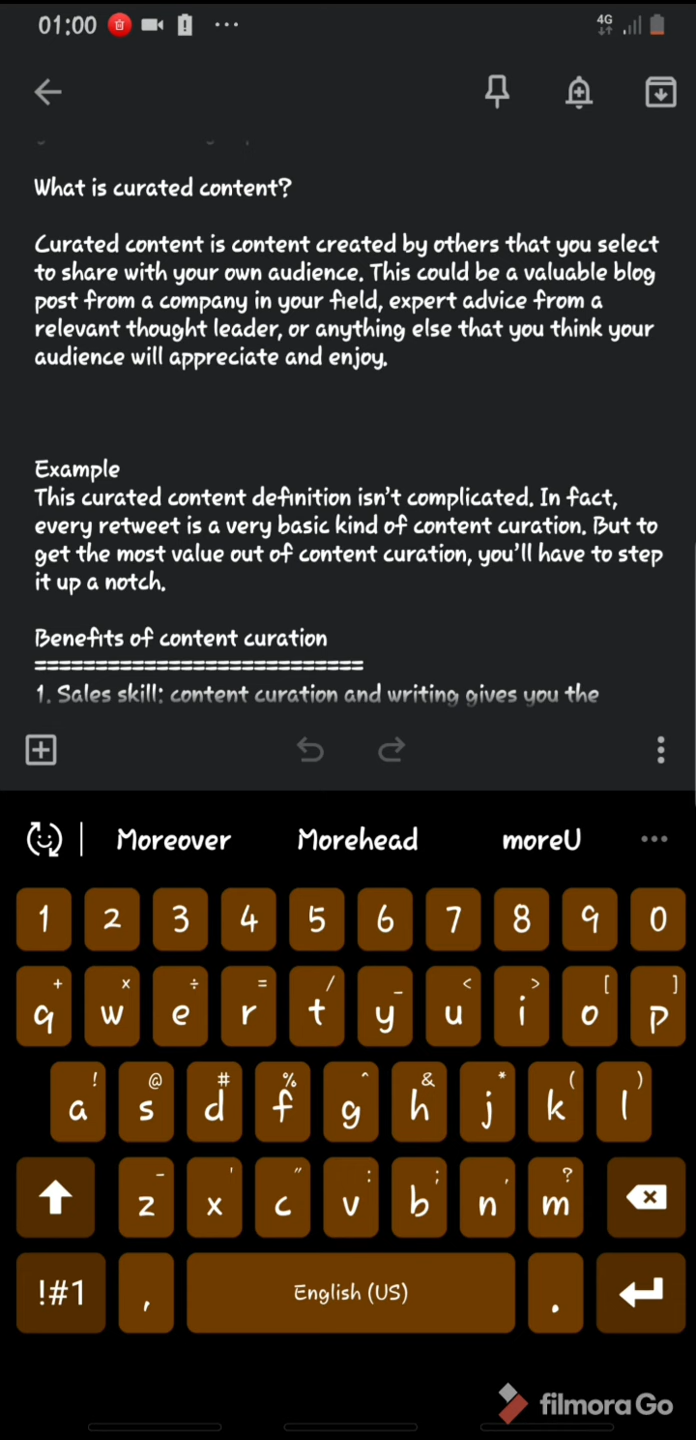 01:00
4G
What is curated content?
Curated content is content created by others that you select
to share with your own audience. This could be a valuable blog
post from a company in your field, expert advice from a
relevant thought leader, or anything else that you think your
audience will appreciate and enjoy.
Example
This curated content definition isn't complicated. In fact,
every retweet is a very basic kind of content curation. But to
get the most value out of content curation, you'll have to step
it up a notch.
Benefits of content curation
===========================
1. Sales skill: content curation and writing gives you the
Moreover Morehead moreU
1 2 3 4 5 6 7 8 9 0
+ × ÷ = / _ < > [ ]
q w e r t y u i o p
! @ # % ^ & * ( )
a s d f g h j k l
- ' " : ; , ?
z x c v b n m
!#1 , English (US) .
filmoraGo